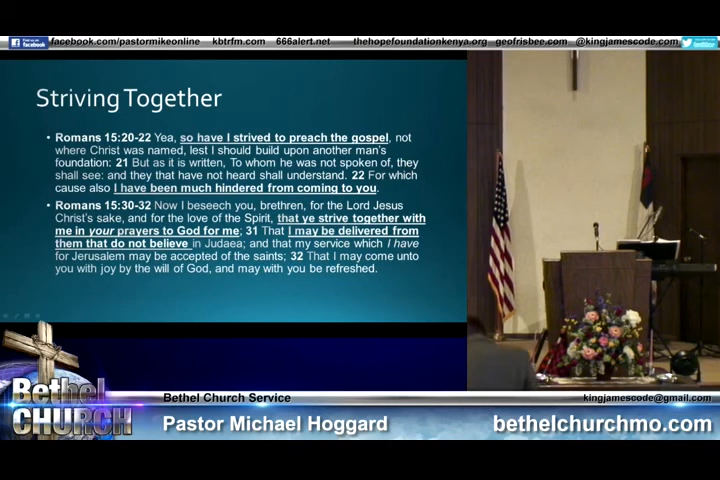 Find us on facebook
facebook.com/pastormikeonline kbtrfm.com 666alert.net thehopefoundationkenya.org geofrisbee.com @kingjamescode.com twitter
Striving Together
• Romans 15:20-22 Yea, so have I strived to preach the gospel, not
where Christ was named, lest I should build upon another man's
foundation: 21 But as it is written, To whom he was not spoken of, they
shall see: and they that have not heard shall understand. 22 For which
cause also I have been much hindered from coming to you.
• Romans 15:30-32 Now I beseech you, brethren, for the Lord Jesus
Christ's sake, and for the love of the Spirit, that ye strive together with
me in your prayers to God for me; 31 That I may be delivered from
them that do not believe in Judaea; and that my service which I have
for Jerusalem may be accepted of the saints; 32 That I may come unto
you with joy by the will of God, and may with you be refreshed.
Bethel
CHURCH
Bethel Church Service kingjamescode@gmail.com
Pastor Michael Hoggard bethelchurchmo.com